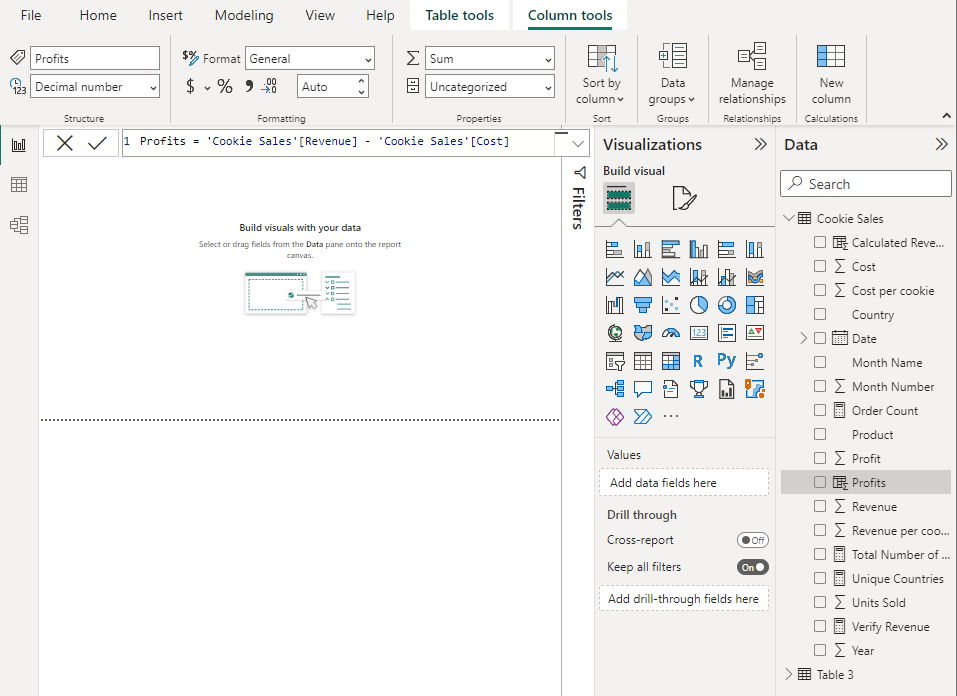 File Home Insert Modeling View Help Table tools Column tools
Profits
Decimal number
Structure
$% Format General
$ % Auto
Formatting
Sum
Uncategorized
Properties
Sort by
column
Sort
Data
groups
Groups
Manage
relationships
Relationships
New
column
Calculations
1 Profits = 'Cookie Sales'[Revenue] - 'Cookie Sales'[Cost]
Build visuals with your data
Select or drag fields from the Data pane onto the report
canvas.
Filters
Visualizations
Build visual
123
R Py
...
Values
Add data fields here
Drill through
Cross-report Off
Keep all filters On
Add drill-through fields here
Data
Search
Cookie Sales
Calculated Reve...
Cost
Cost per cookie
Country
Date
Month Name
Month Number
Order Count
Product
Profit
Profits
Revenue
Revenue per coo...
Total Number of ...
Unique Countries
Units Sold
Verify Revenue
Year
Table 3